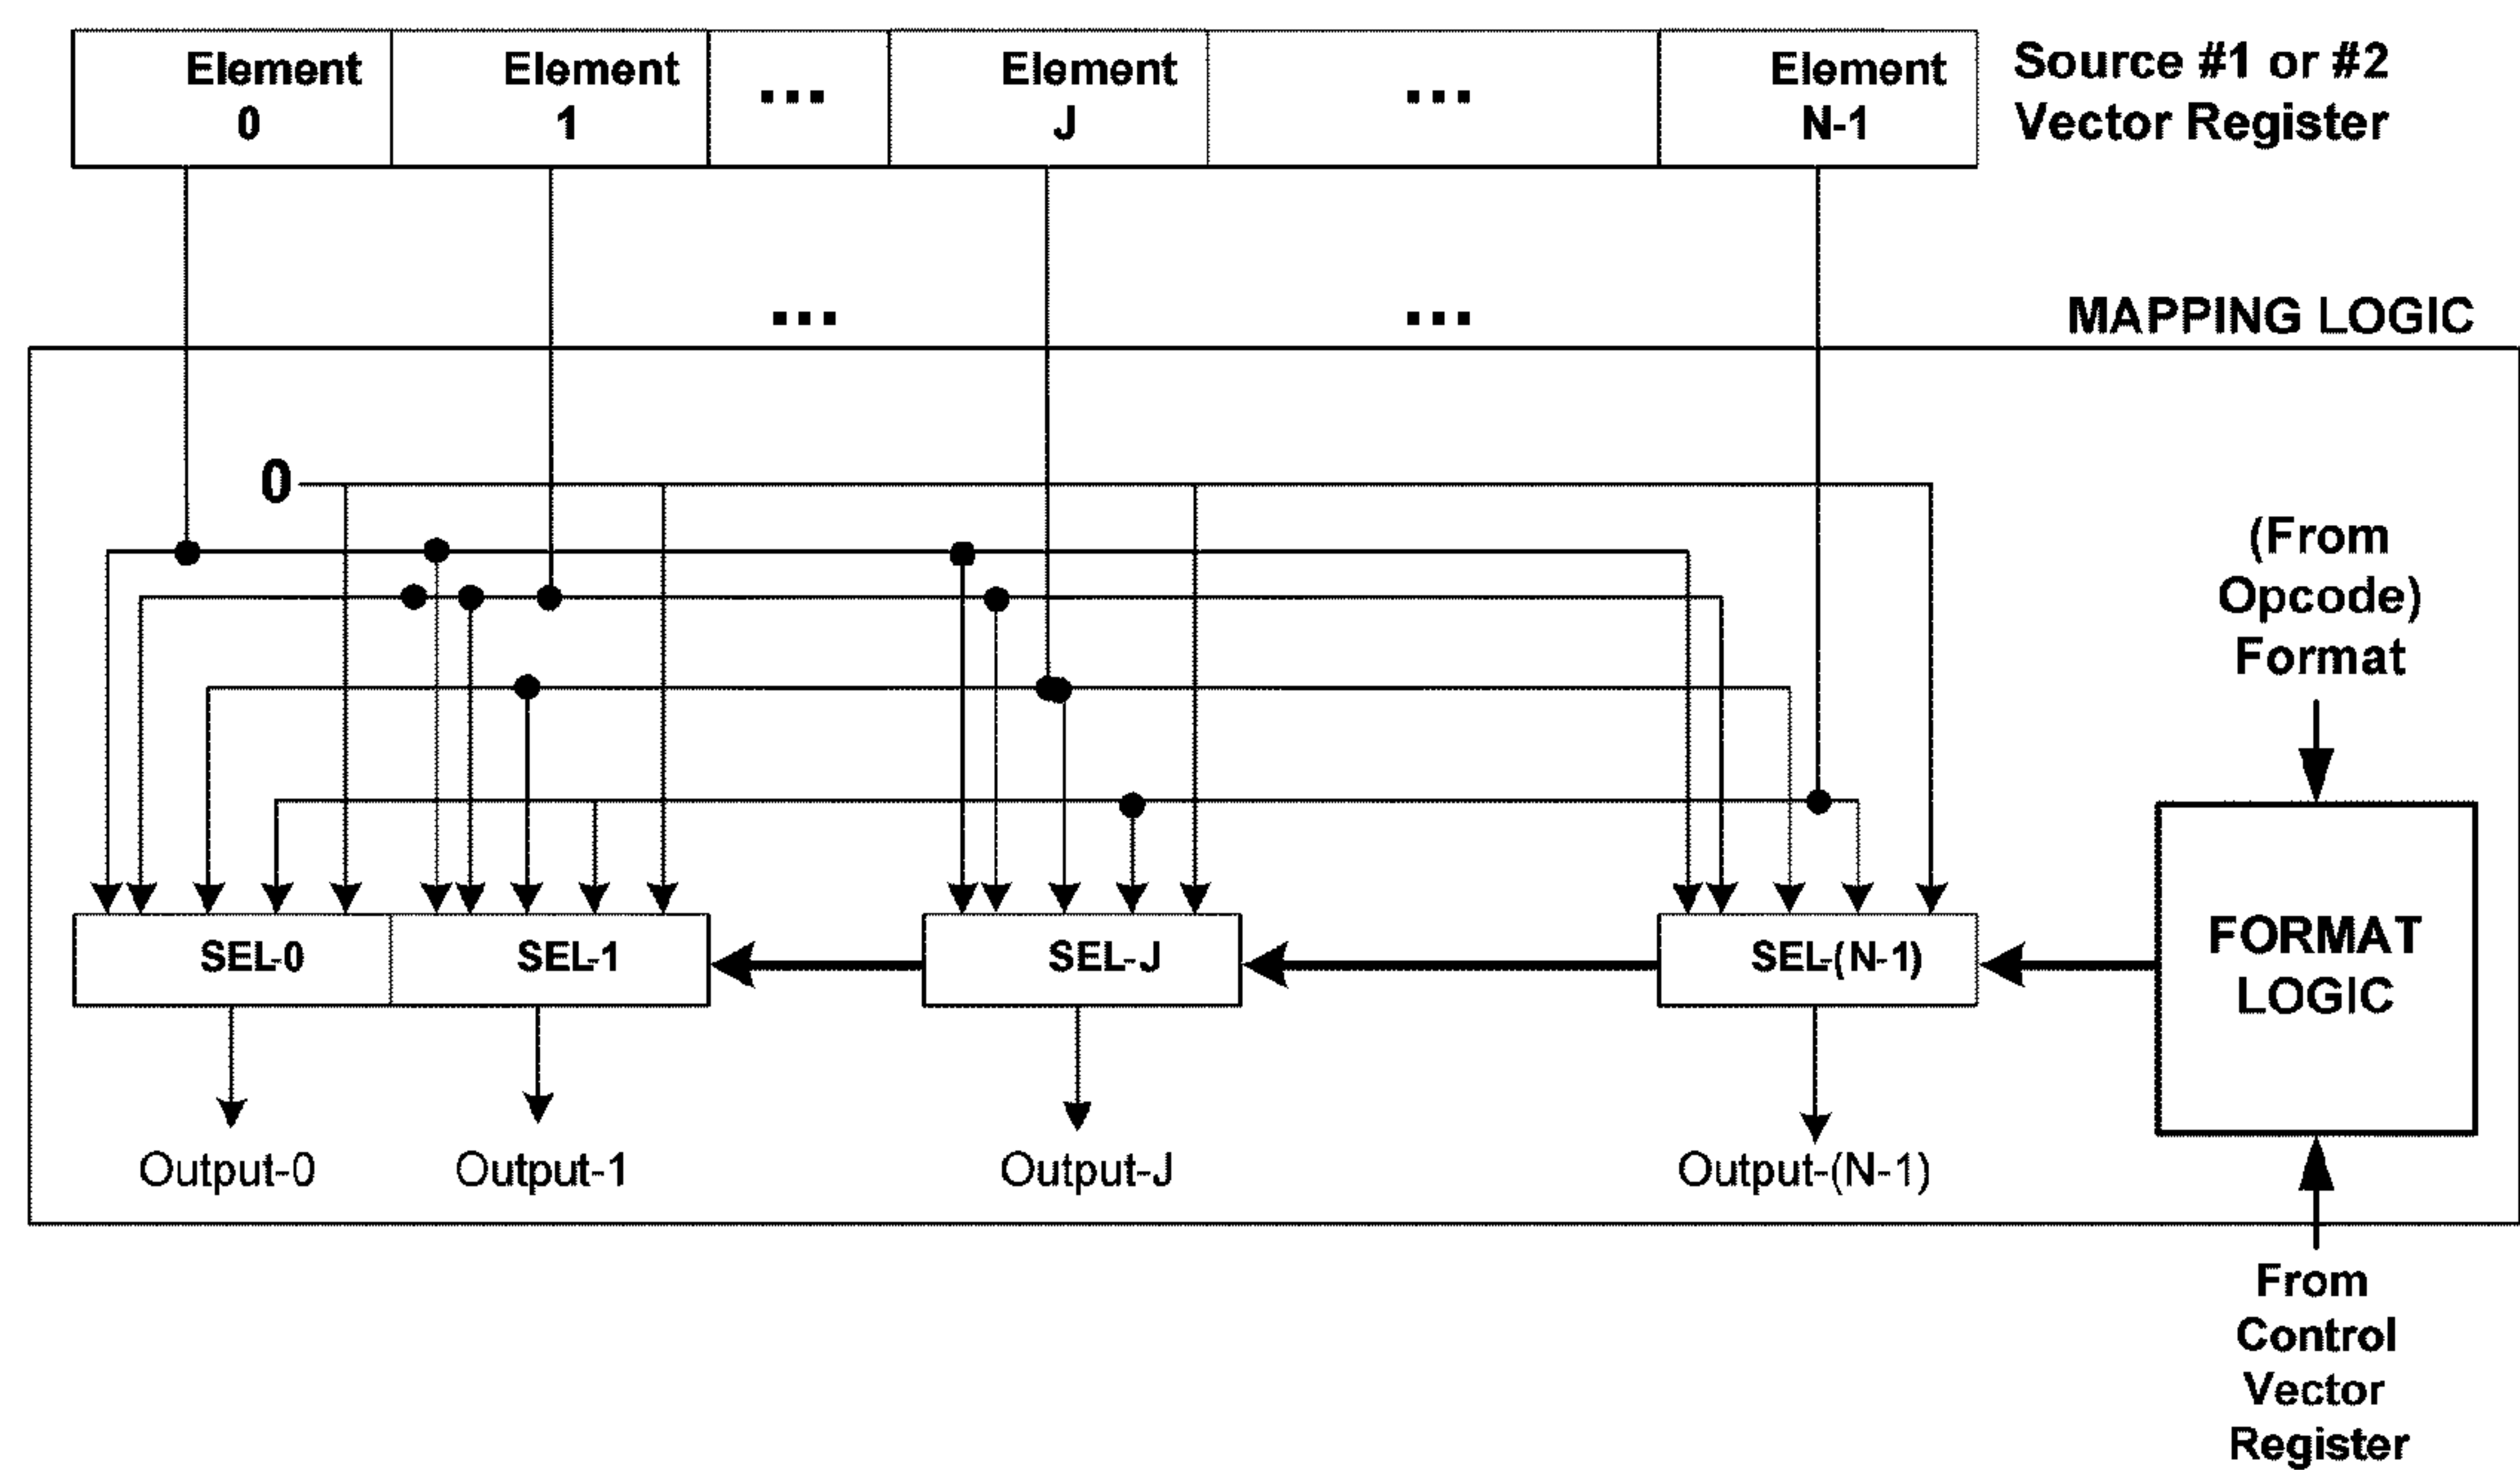 Element 0
Element 1
...
Element J
...
Element N-1
Source #1 or #2
Vector Register
...
...
MAPPING LOGIC
0
(From
Opcode)
Format
SEL-0
SEL-1
SEL-J
SEL-(N-1)
FORMAT
LOGIC
Output-0
Output-1
Output-J
Output-(N-1)
From
Control
Vector
Register